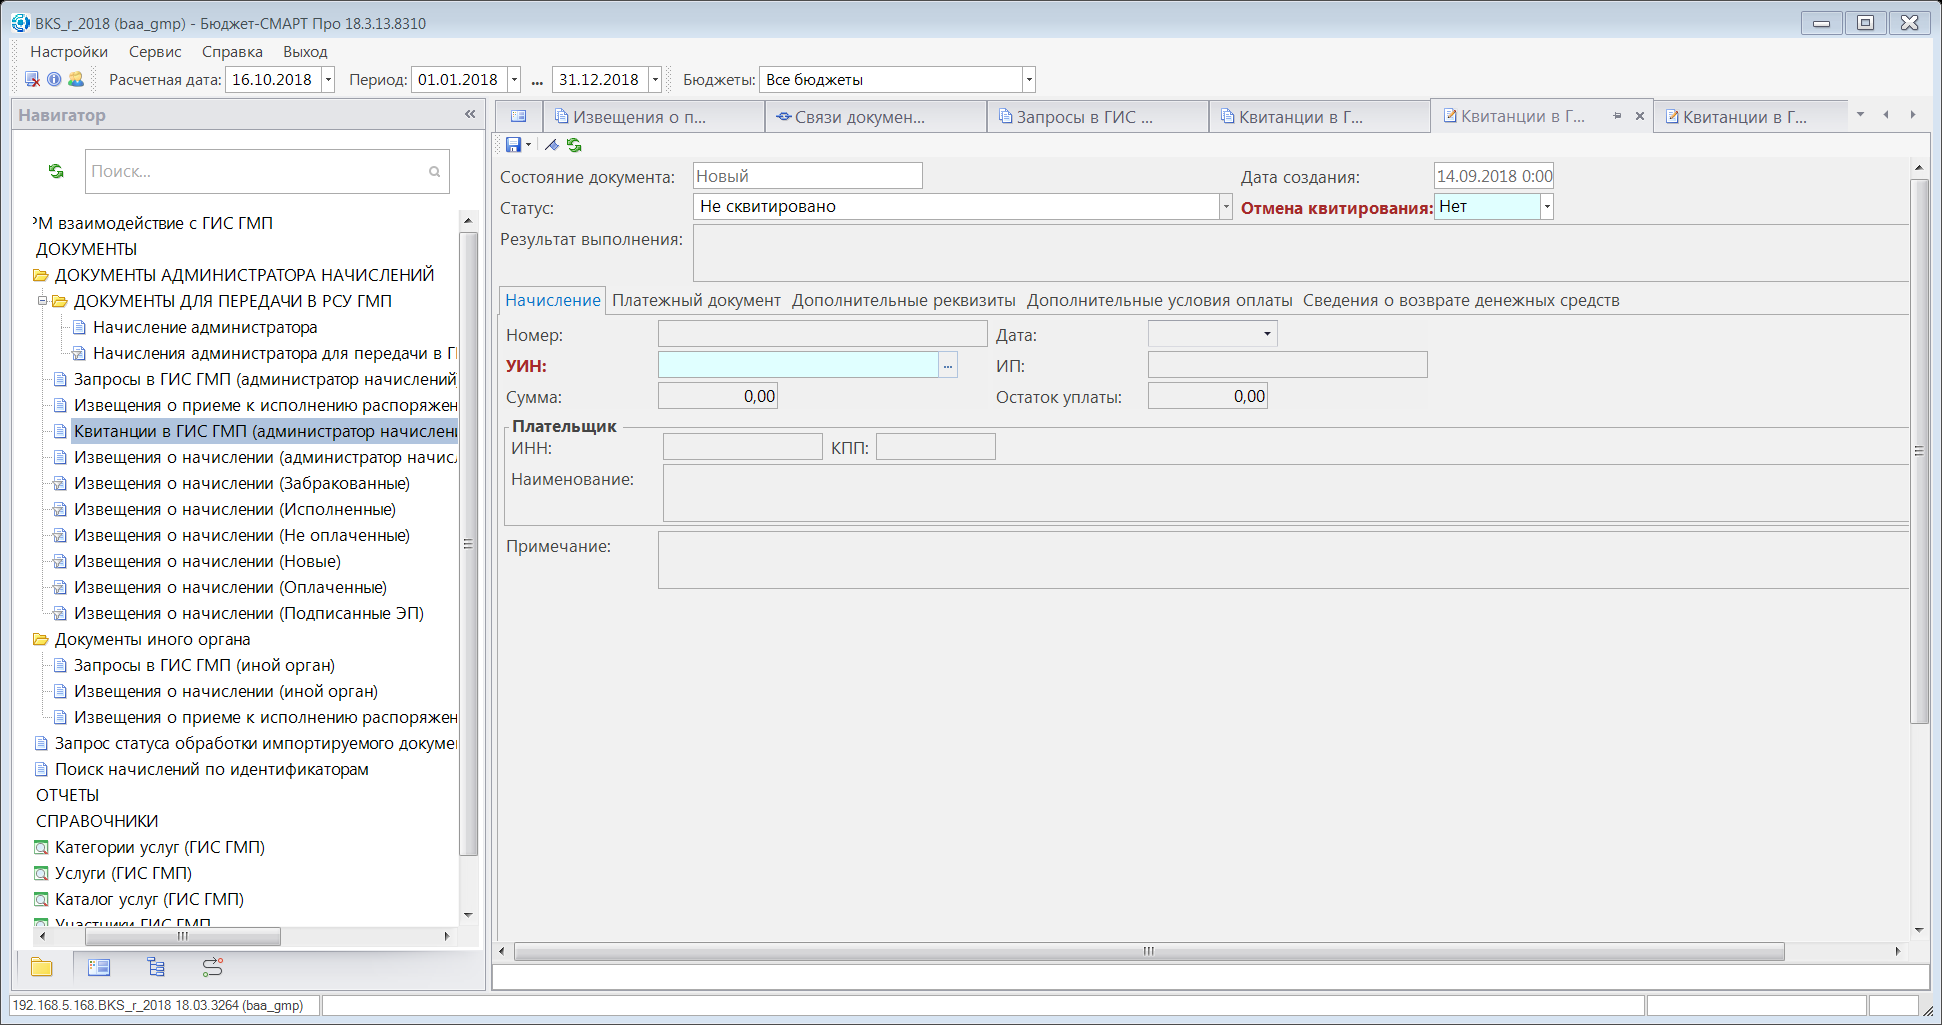 BKS_r_2018 (baa_gmp) - Бюджет-СМАРТ Про 18.3.13.8310
Настройки Сервис Справка Выход
Расчетная дата: 16.10.2018 Период: 01.01.2018 ... 31.12.2018 Бюджеты: Все бюджеты
Навигатор «
Поиск...
РМ взаимодействие с ГИС ГМП
ДОКУМЕНТЫ
ДОКУМЕНТЫ АДМИНИСТРАТОРА НАЧИСЛЕНИЙ
ДОКУМЕНТЫ ДЛЯ ПЕРЕДАЧИ В РСУ ГМП
Начисление администратора
Начисления администратора для передачи в Г
Запросы в ГИС ГМП (администратор начислений
Извещения о приеме к исполнению распоряжен
Квитанции в ГИС ГМП (администратор начислени
Извещения о начислении (администратор начис
Извещения о начислении (Забракованные)
Извещения о начислении (Исполненные)
Извещения о начислении (Не оплаченные)
Извещения о начислении (Новые)
Извещения о начислении (Оплаченные)
Извещения о начислении (Подписанные ЭП)
Документы иного органа
Запросы в ГИС ГМП (иной орган)
Извещения о начислении (иной орган)
Извещения о приеме к исполнению распоряжен
Запрос статуса обработки импортируемого докуме
Поиск начислений по идентификаторам
ОТЧЕТЫ
СПРАВОЧНИКИ
Категории услуг (ГИС ГМП)
Услуги (ГИС ГМП)
Каталог услуг (ГИС ГМП)
Участники ГИС ГМП
Извещения о п... Связи докумен... Запросы в ГИС ... Квитанции в Г... Квитанции в Г... Квитанции в Г...
Состояние документа: Новый Дата создания: 14.09.2018 0:00
Статус: Не сквитировано Отмена квитирования: Нет
Результат выполнения:
Начисление Платежный документ Дополнительные реквизиты Дополнительные условия оплаты Сведения о возврате денежных средств
Номер: Дата:
УИН: ... ИП:
Сумма: 0,00 Остаток уплаты: 0,00
Плательщик
ИНН: КПП:
Наименование:
Примечание:
192.168.5.168.BKS_r_2018 18.03.3264 (baa_gmp)